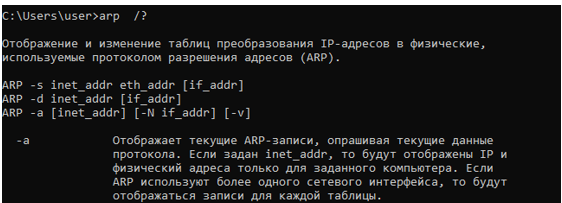 C:\Users\user>arp  /?
Отображение и изменение таблиц преобразования IP-адресов в физические,
используемые протоколом разрешения адресов (ARP).
ARP -s inet_addr eth_addr [if_addr]
ARP -d inet_addr [if_addr]
ARP -a [inet_addr] [-N if_addr] [-v]
-a Отображает текущие ARP-записи, опрашивая текущие данные
протокола. Если задан inet_addr, то будут отображены IP и
физический адреса только для заданного компьютера. Если
ARP используют более одного сетевого интерфейса, то будут
отображаться записи для каждой таблицы.